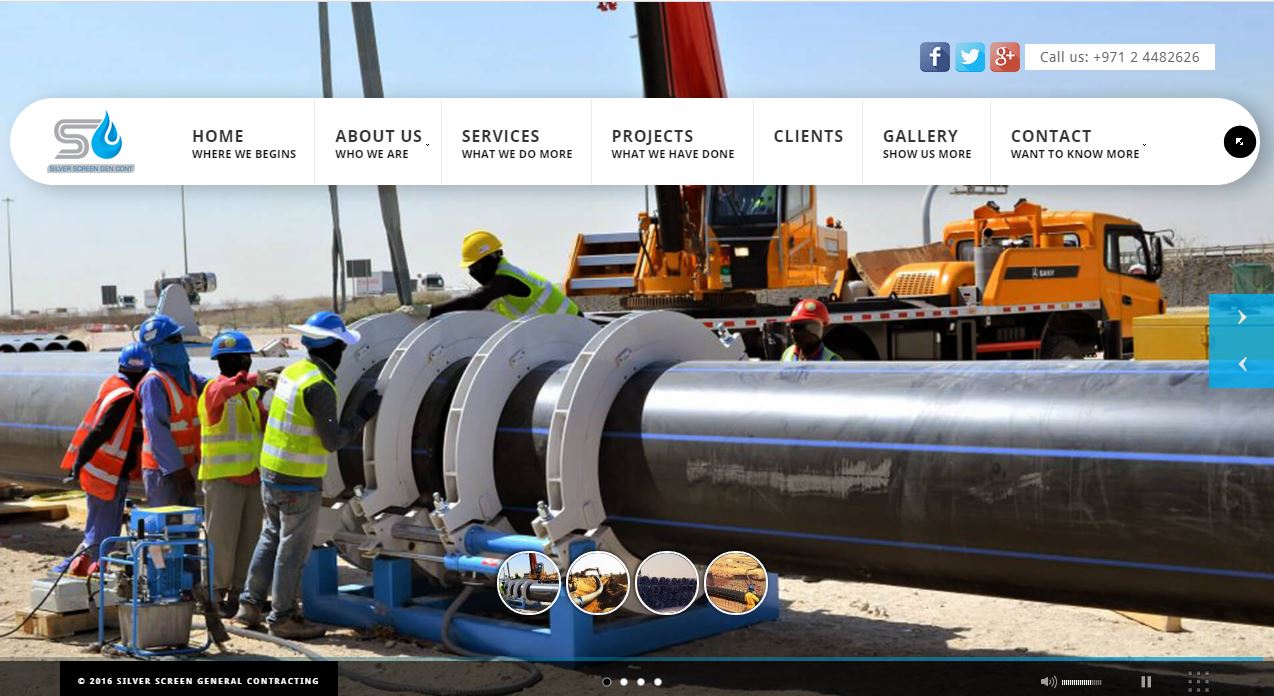 Call us: +971 2 4482626
SILVER SCREEN GEN CONT
HOME
WHERE WE BEGINS
ABOUT US
WHO WE ARE
SERVICES
WHAT WE DO MORE
PROJECTS
WHAT WE HAVE DONE
CLIENTS
GALLERY
SHOW US MORE
CONTACT
WANT TO KNOW MORE
SANY
© 2016 SILVER SCREEN GENERAL CONTRACTING